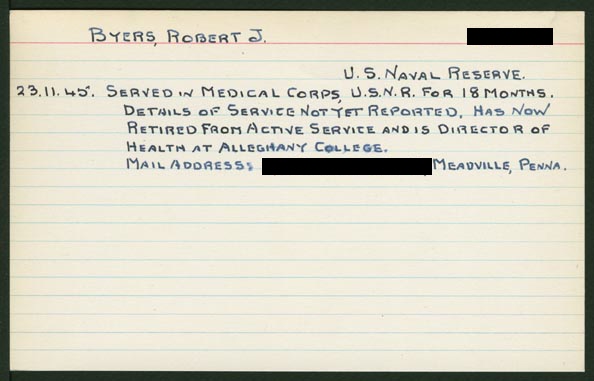 BYERS, ROBERT J.
U.S. NAVAL RESERVE.
23.11.45. SERVED IN MEDICAL CORPS, U.S.N.R. FOR 18 MONTHS.
DETAILS OF SERVICE NOT YET REPORTED, HAS NOW
RETIRED FROM ACTIVE SERVICE AND IS DIRECTOR OF
HEALTH AT ALLEGHANY COLLEGE.
MAIL ADDRESS: MEADVILLE, PENNA.